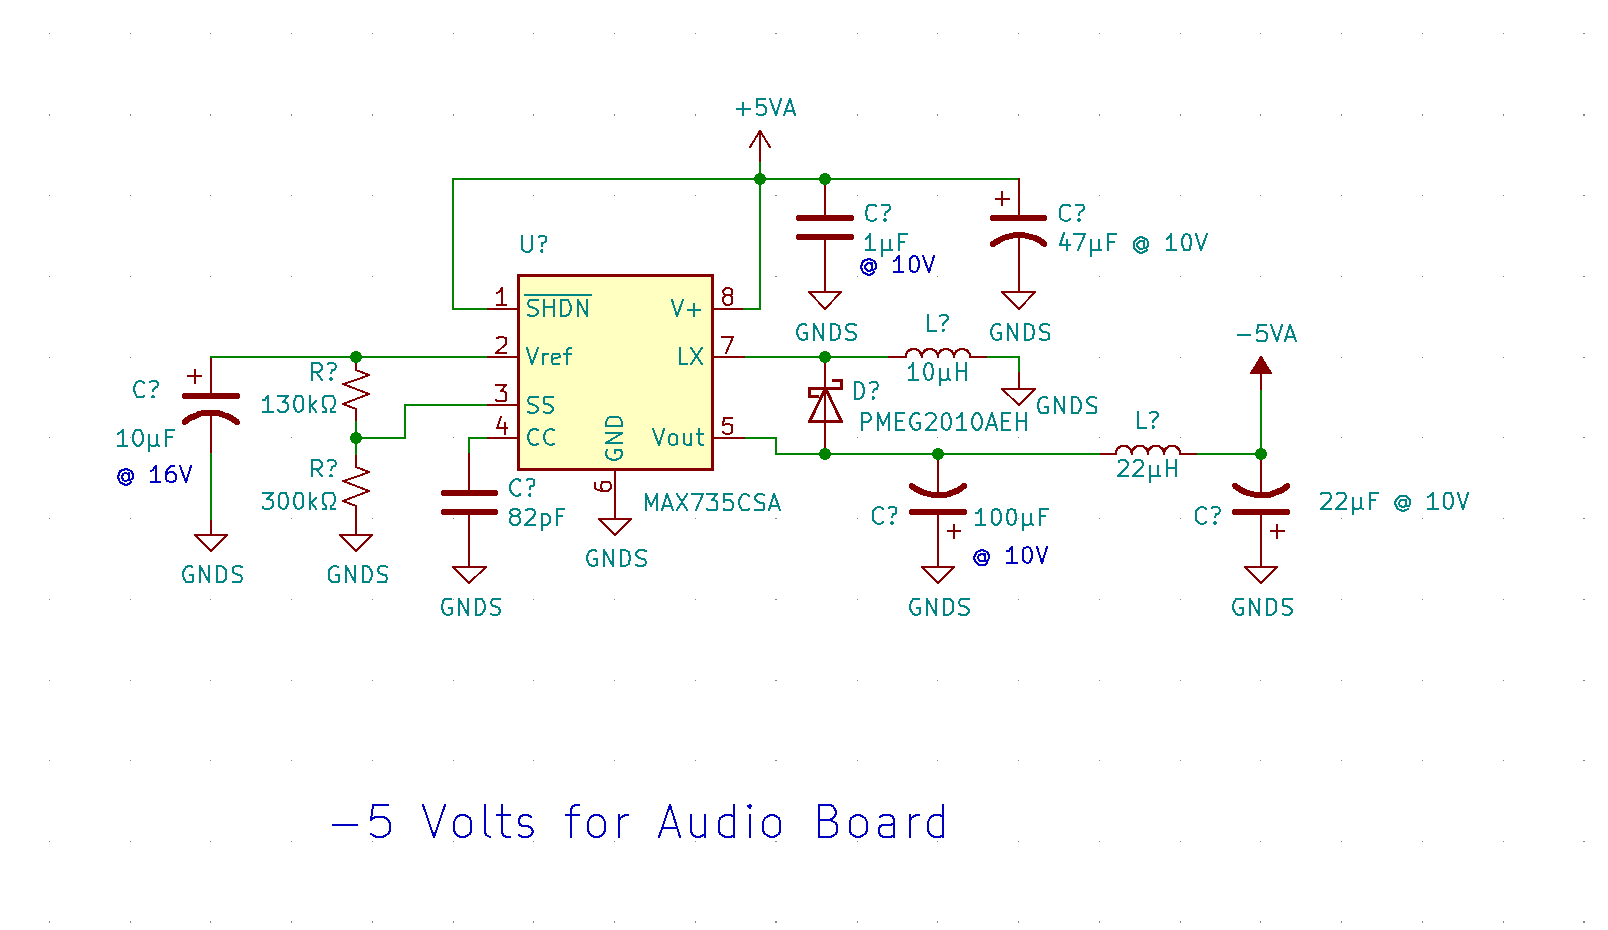 +5VA
C?
1µF
@ 10V
GNDS
C?
47µF @ 10V
GNDS
U?
1
SHDN
V+
8
2
Vref
LX
7
3
SS
4
CC
GND
6
Vout
5
MAX735CSA
GNDS
L?
10µH
GNDS
D?
PMEG2010AEH
-5VA
L?
22µH
C?
10µF
@ 16V
GNDS
R?
130kΩ
R?
300kΩ
GNDS
C?
82pF
GNDS
C?
100µF
@ 10V
GNDS
C?
22µF @ 10V
GNDS
-5 Volts for Audio Board